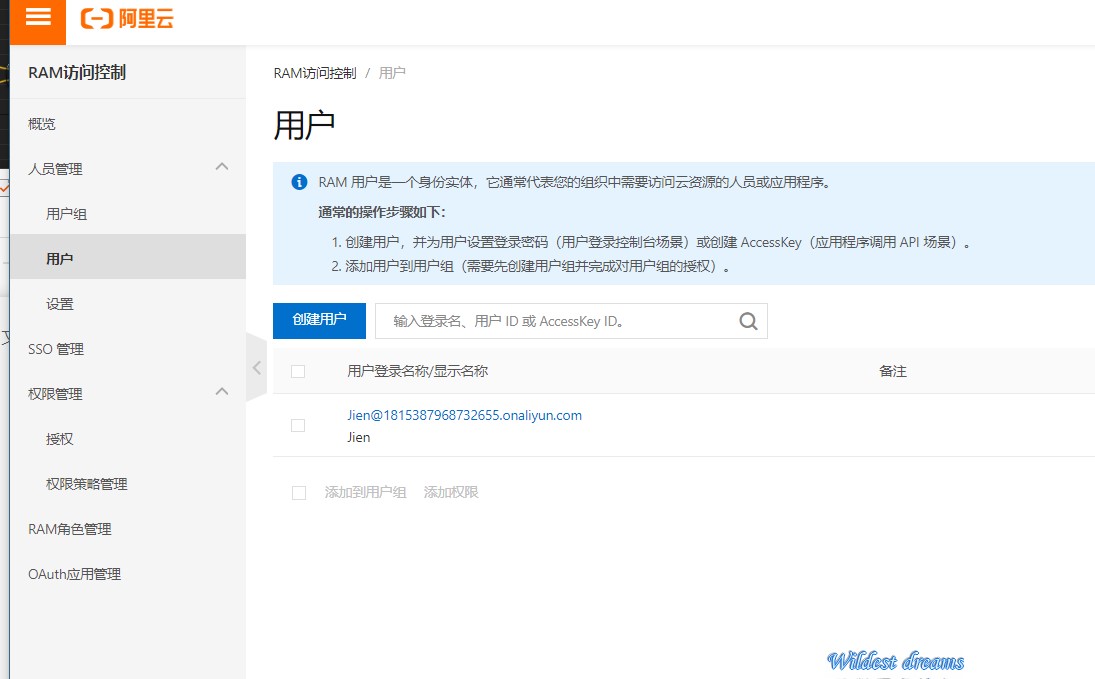 阿里云
RAM访问控制
概览
人员管理
用户组
用户
设置
SSO 管理
权限管理
授权
权限策略管理
RAM角色管理
OAuth应用管理
RAM访问控制 / 用户
用户
RAM 用户是一个身份实体，它通常代表您的组织中需要访问云资源的人员或应用程序。
通常的操作步骤如下：
1. 创建用户，并为用户设置登录密码（用户登录控制台场景）或创建 AccessKey（应用程序调用 API 场景）。
2. 添加用户到用户组（需要先创建用户组并完成对用户组的授权）。
创建用户
输入登录名、用户 ID 或 AccessKey ID。
用户登录名称/显示名称 备注
Jien@1815387968732655.onaliyun.com
Jien
添加到用户组 添加权限
Wildest dreams